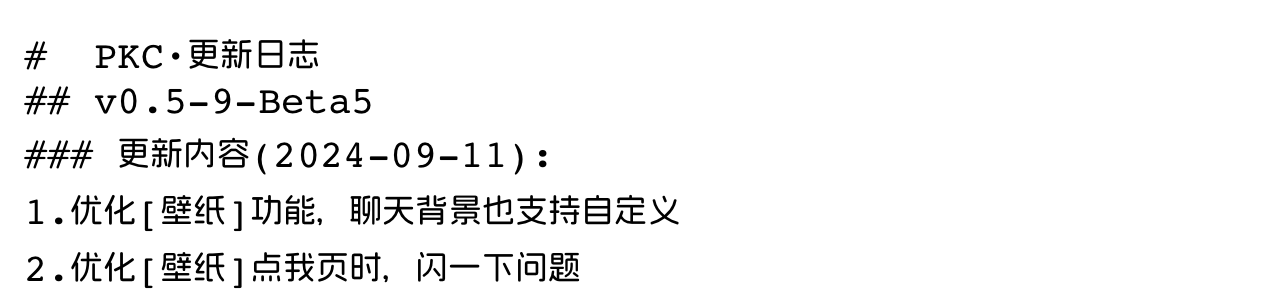 #  PKC·更新日志
## v0.5-9-Beta5
### 更新内容(2024-09-11):
1.优化[壁纸]功能，聊天背景也支持自定义
2.优化[壁纸]点我页时，闪一下问题